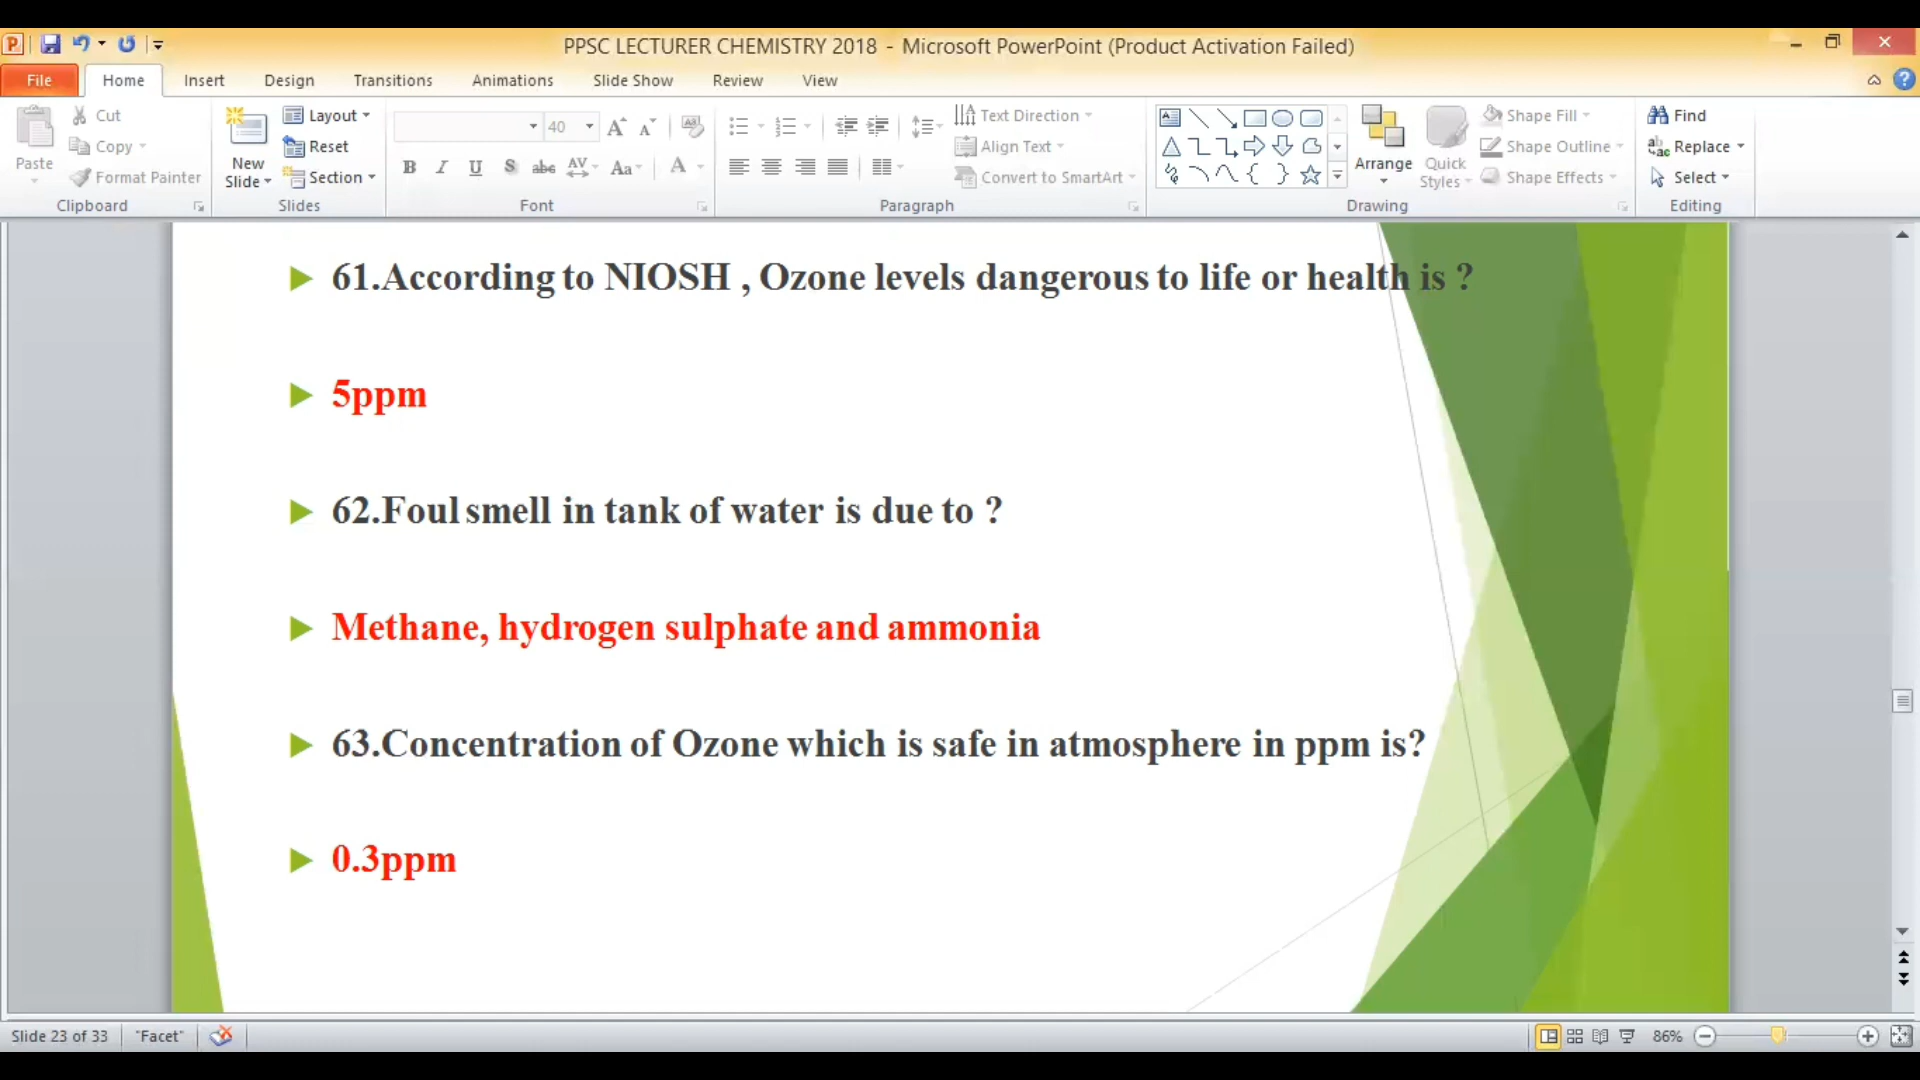 PPSC LECTURER CHEMISTRY 2018 - Microsoft PowerPoint (Product Activation Failed)
File Home Insert Design Transitions Animations Slide Show Review View
Paste
Cut
Copy
Format Painter
Clipboard
New Slide
Layout
Reset
Section
Slides
40
Font
Text Direction
Align Text
Convert to SmartArt
Paragraph
Arrange
Quick Styles
Shape Fill
Shape Outline
Shape Effects
Drawing
Find
Replace
Select
Editing
61.According to NIOSH , Ozone levels dangerous to life or health is ?
5ppm
62.Foul smell in tank of water is due to ?
Methane, hydrogen sulphate and ammonia
63.Concentration of Ozone which is safe in atmosphere in ppm is?
0.3ppm
Slide 23 of 33 "Facet" 86%